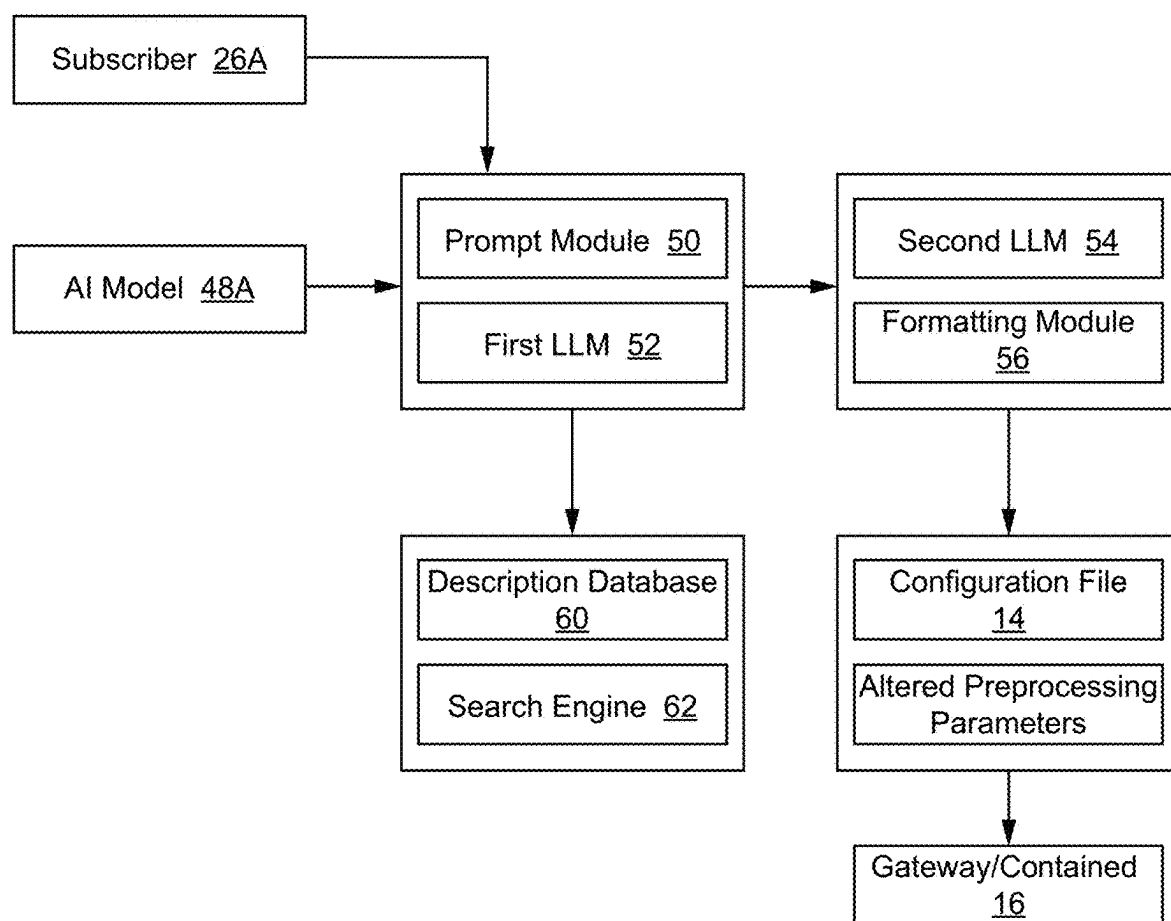 Subscriber 26A
Prompt Module 50
Second LLM 54
AI Model 48A
First LLM 52
Formatting Module
56
Description Database
60
Configuration File
14
Search Engine 62
Altered Preprocessing
Parameters
Gateway/Contained
16